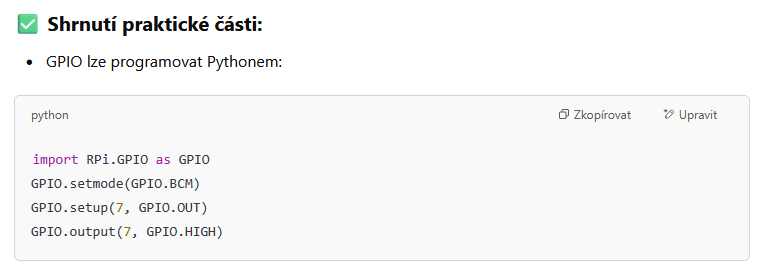 ✅ Shrnutí praktické části:
• GPIO lze programovat Pythonem:
python Zkopírovat Upravit
import RPi.GPIO as GPIO
GPIO.setmode(GPIO.BCM)
GPIO.setup(7, GPIO.OUT)
GPIO.output(7, GPIO.HIGH)